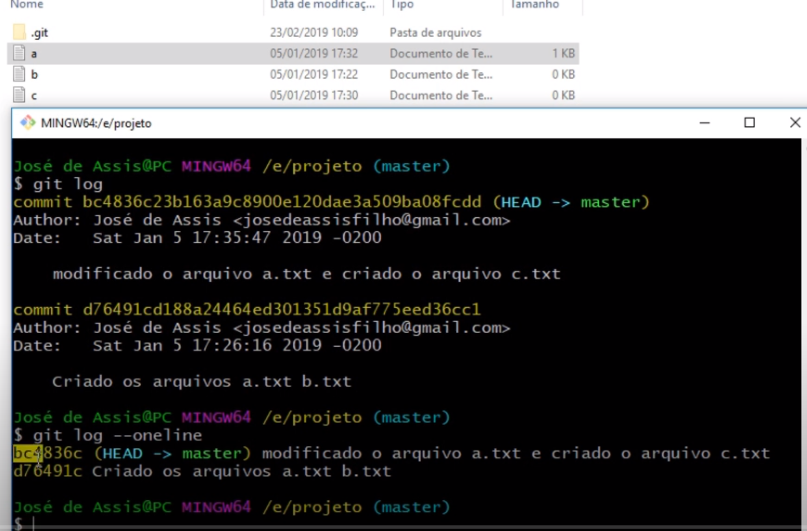 Nome Data de modificaç... Tipo Tamanho
.git 23/02/2019 10:09 Pasta de arquivos
a 05/01/2019 17:32 Documento de Te... 1 KB
b 05/01/2019 17:22 Documento de Te... 0 KB
c 05/01/2019 17:30 Documento de Te... 0 KB
MINGW64:/e/projeto
José de Assis@PC MINGW64 /e/projeto (master)
$ git log
commit bc4836c23b163a9c8900e120dae3a509ba08fcdd (HEAD -> master)
Author: José de Assis <josedeassisfilho@gmail.com>
Date: Sat Jan 5 17:35:47 2019 -0200
modificado o arquivo a.txt e criado o arquivo c.txt
commit d76491cd188a24464ed301351d9af775eed36cc1
Author: José de Assis <josedeassisfilho@gmail.com>
Date: Sat Jan 5 17:26:16 2019 -0200
Criado os arquivos a.txt b.txt
José de Assis@PC MINGW64 /e/projeto (master)
$ git log --oneline
bc4836c (HEAD -> master) modificado o arquivo a.txt e criado o arquivo c.txt
d76491c Criado os arquivos a.txt b.txt
José de Assis@PC MINGW64 /e/projeto (master)
$